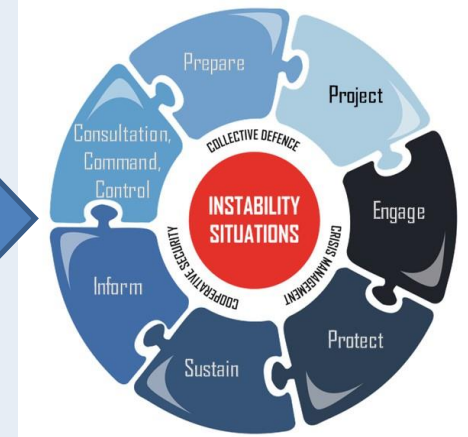 Prepare
Project
Consultation,
Command,
Control
COLLECTIVE DEFENCE
INSTABILITY
SITUATIONS
Engage
CRISIS MANAGEMENT
COOPERATIVE SECURITY
Inform
Protect
Sustain